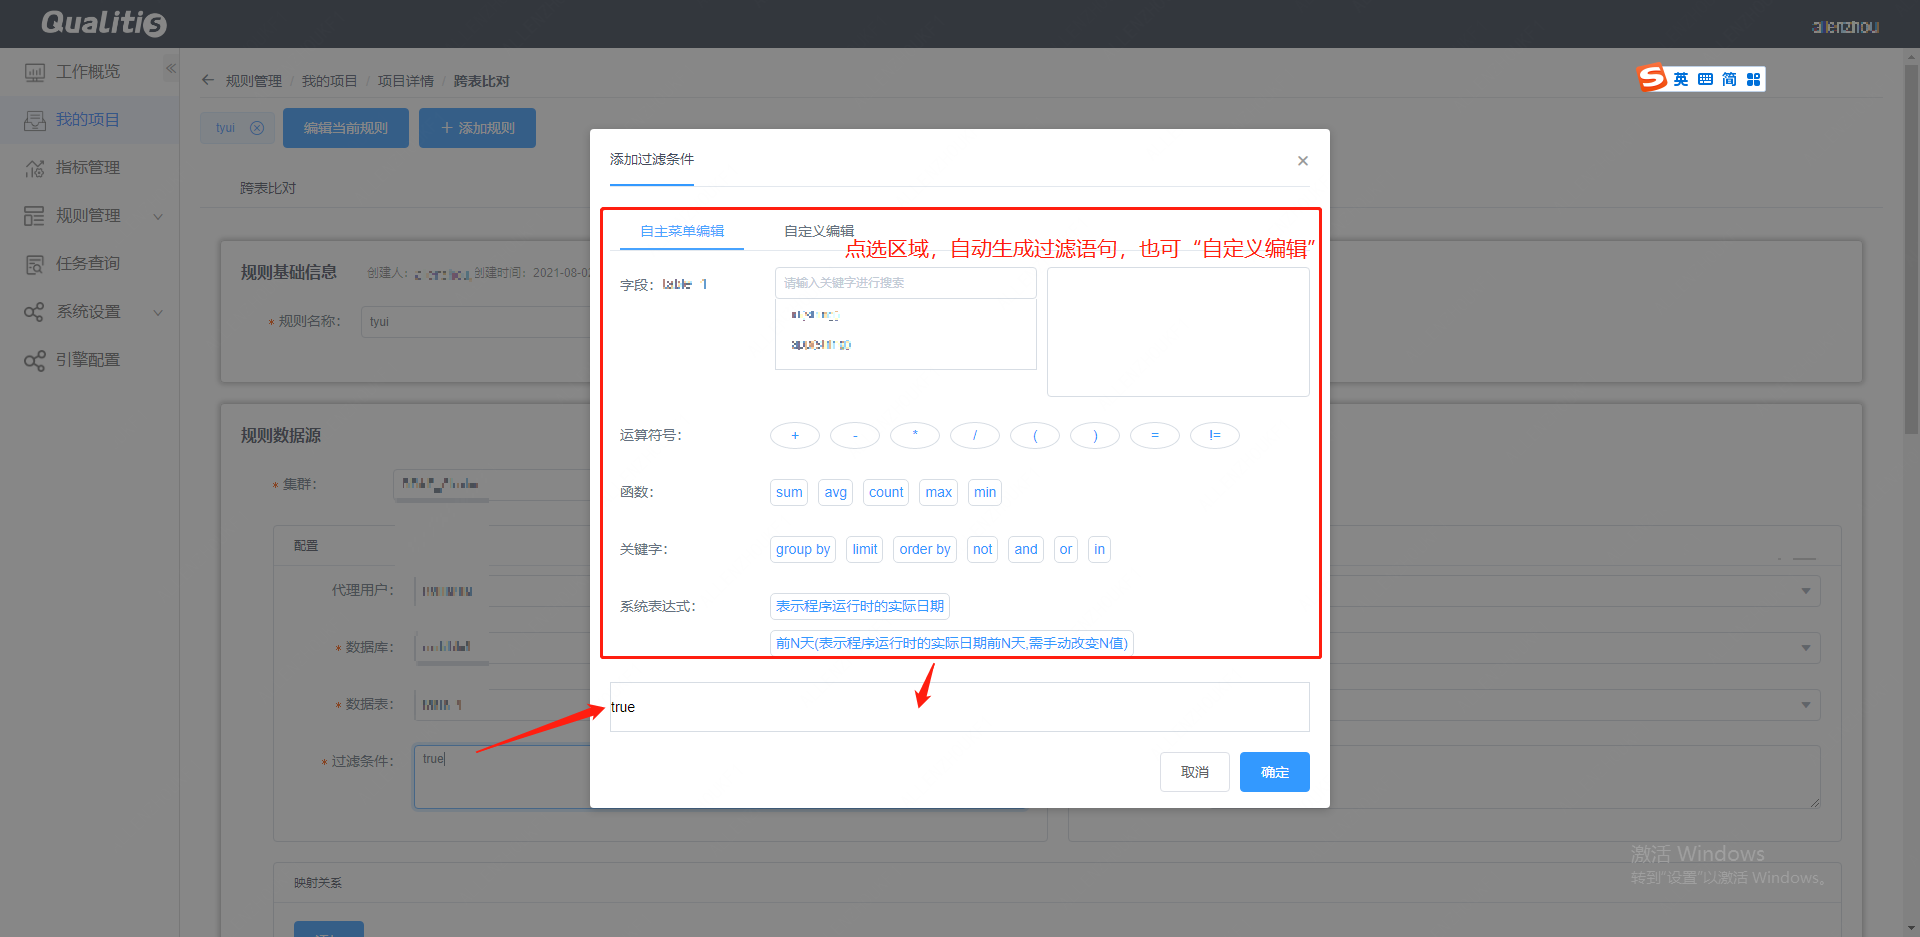 Qualitis
工作概览
我的项目
指标管理
规则管理
任务查询
系统设置
引擎配置
规则管理 / 我的项目 / 项目详情 / 跨表比对
英 简
tyui
编辑当前规则
+ 添加规则
跨表比对
规则基础信息
创建人:
创建时间: 2021-08-02
* 规则名称:
tyui
规则数据源
* 集群:
配置
代理用户:
* 数据库:
* 数据表:
* 过滤条件:
true
映射关系
添加过滤条件
×
自主菜单编辑
自定义编辑
点选区域，自动生成过滤语句，也可“自定义编辑”
字段:
请输入关键字进行搜索
运算符号:
+ - * / ( ) = !=
函数:
sum avg count max min
关键字:
group by limit order by not and or in
系统表达式:
表示程序运行时的实际日期
前N天(表示程序运行时的实际日期前N天,需手动改变N值)
true
取消
确定
激活 Windows
转到"设置"以激活 Windows。